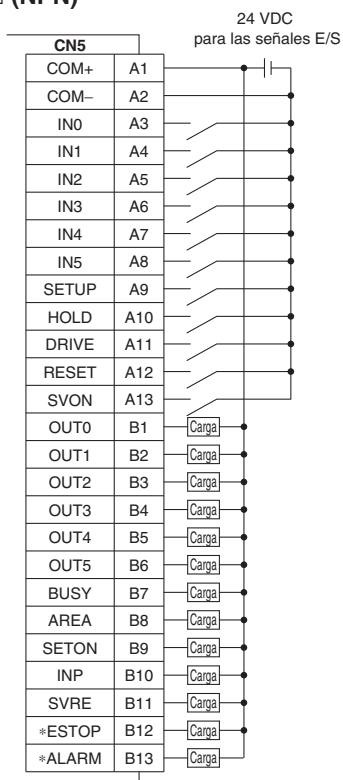 (NPN)
24 VDC
para las señales E/S
CN5
COM+ A1
COM– A2
IN0 A3
IN1 A4
IN2 A5
IN3 A6
IN4 A7
IN5 A8
SETUP A9
HOLD A10
DRIVE A11
RESET A12
SVON A13
OUT0 B1 Carga
OUT1 B2 Carga
OUT2 B3 Carga
OUT3 B4 Carga
OUT4 B5 Carga
OUT5 B6 Carga
BUSY B7 Carga
AREA B8 Carga
SETON B9 Carga
INP B10 Carga
SVRE B11 Carga
∗ESTOP B12 Carga
∗ALARM B13 Carga